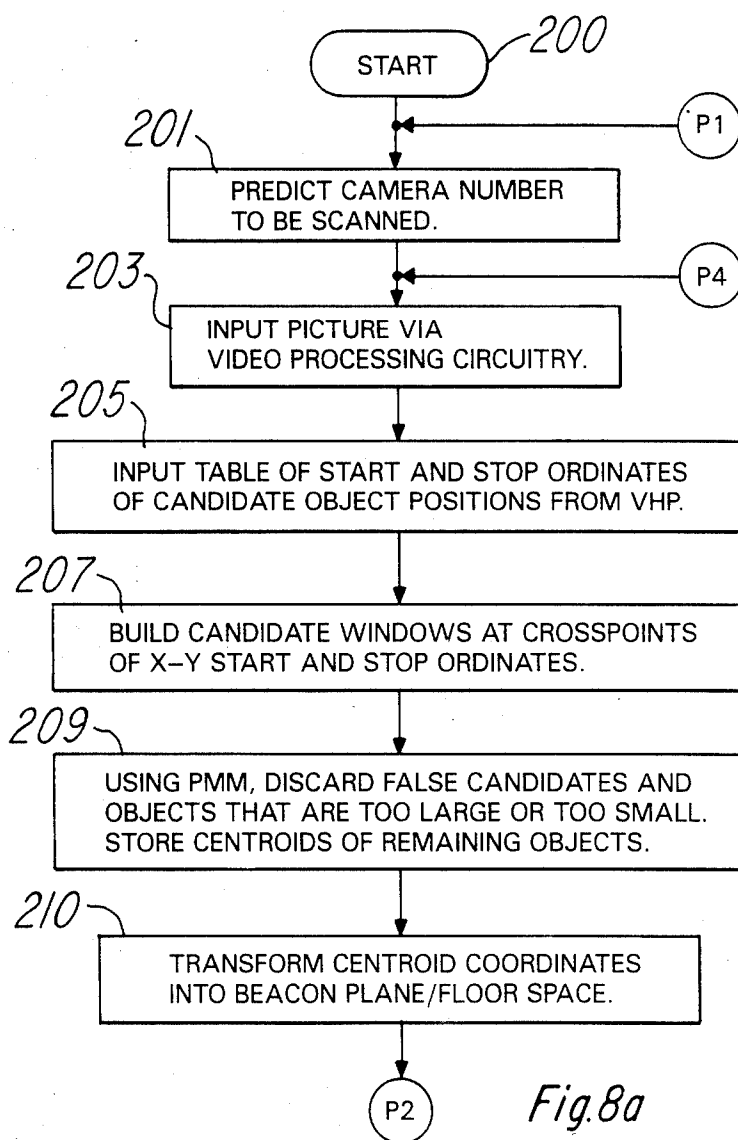 200
START
P1
201
PREDICT CAMERA NUMBER
TO BE SCANNED.
P4
203
INPUT PICTURE VIA
VIDEO PROCESSING CIRCUITRY.
205
INPUT TABLE OF START AND STOP ORDINATES
OF CANDIDATE OBJECT POSITIONS FROM VHP.
207
BUILD CANDIDATE WINDOWS AT CROSSPOINTS
OF X–Y START AND STOP ORDINATES.
209
USING PMM, DISCARD FALSE CANDIDATES AND
OBJECTS THAT ARE TOO LARGE OR TOO SMALL.
STORE CENTROIDS OF REMAINING OBJECTS.
210
TRANSFORM CENTROID COORDINATES
INTO BEACON PLANE/FLOOR SPACE.
P2
Fig.8a